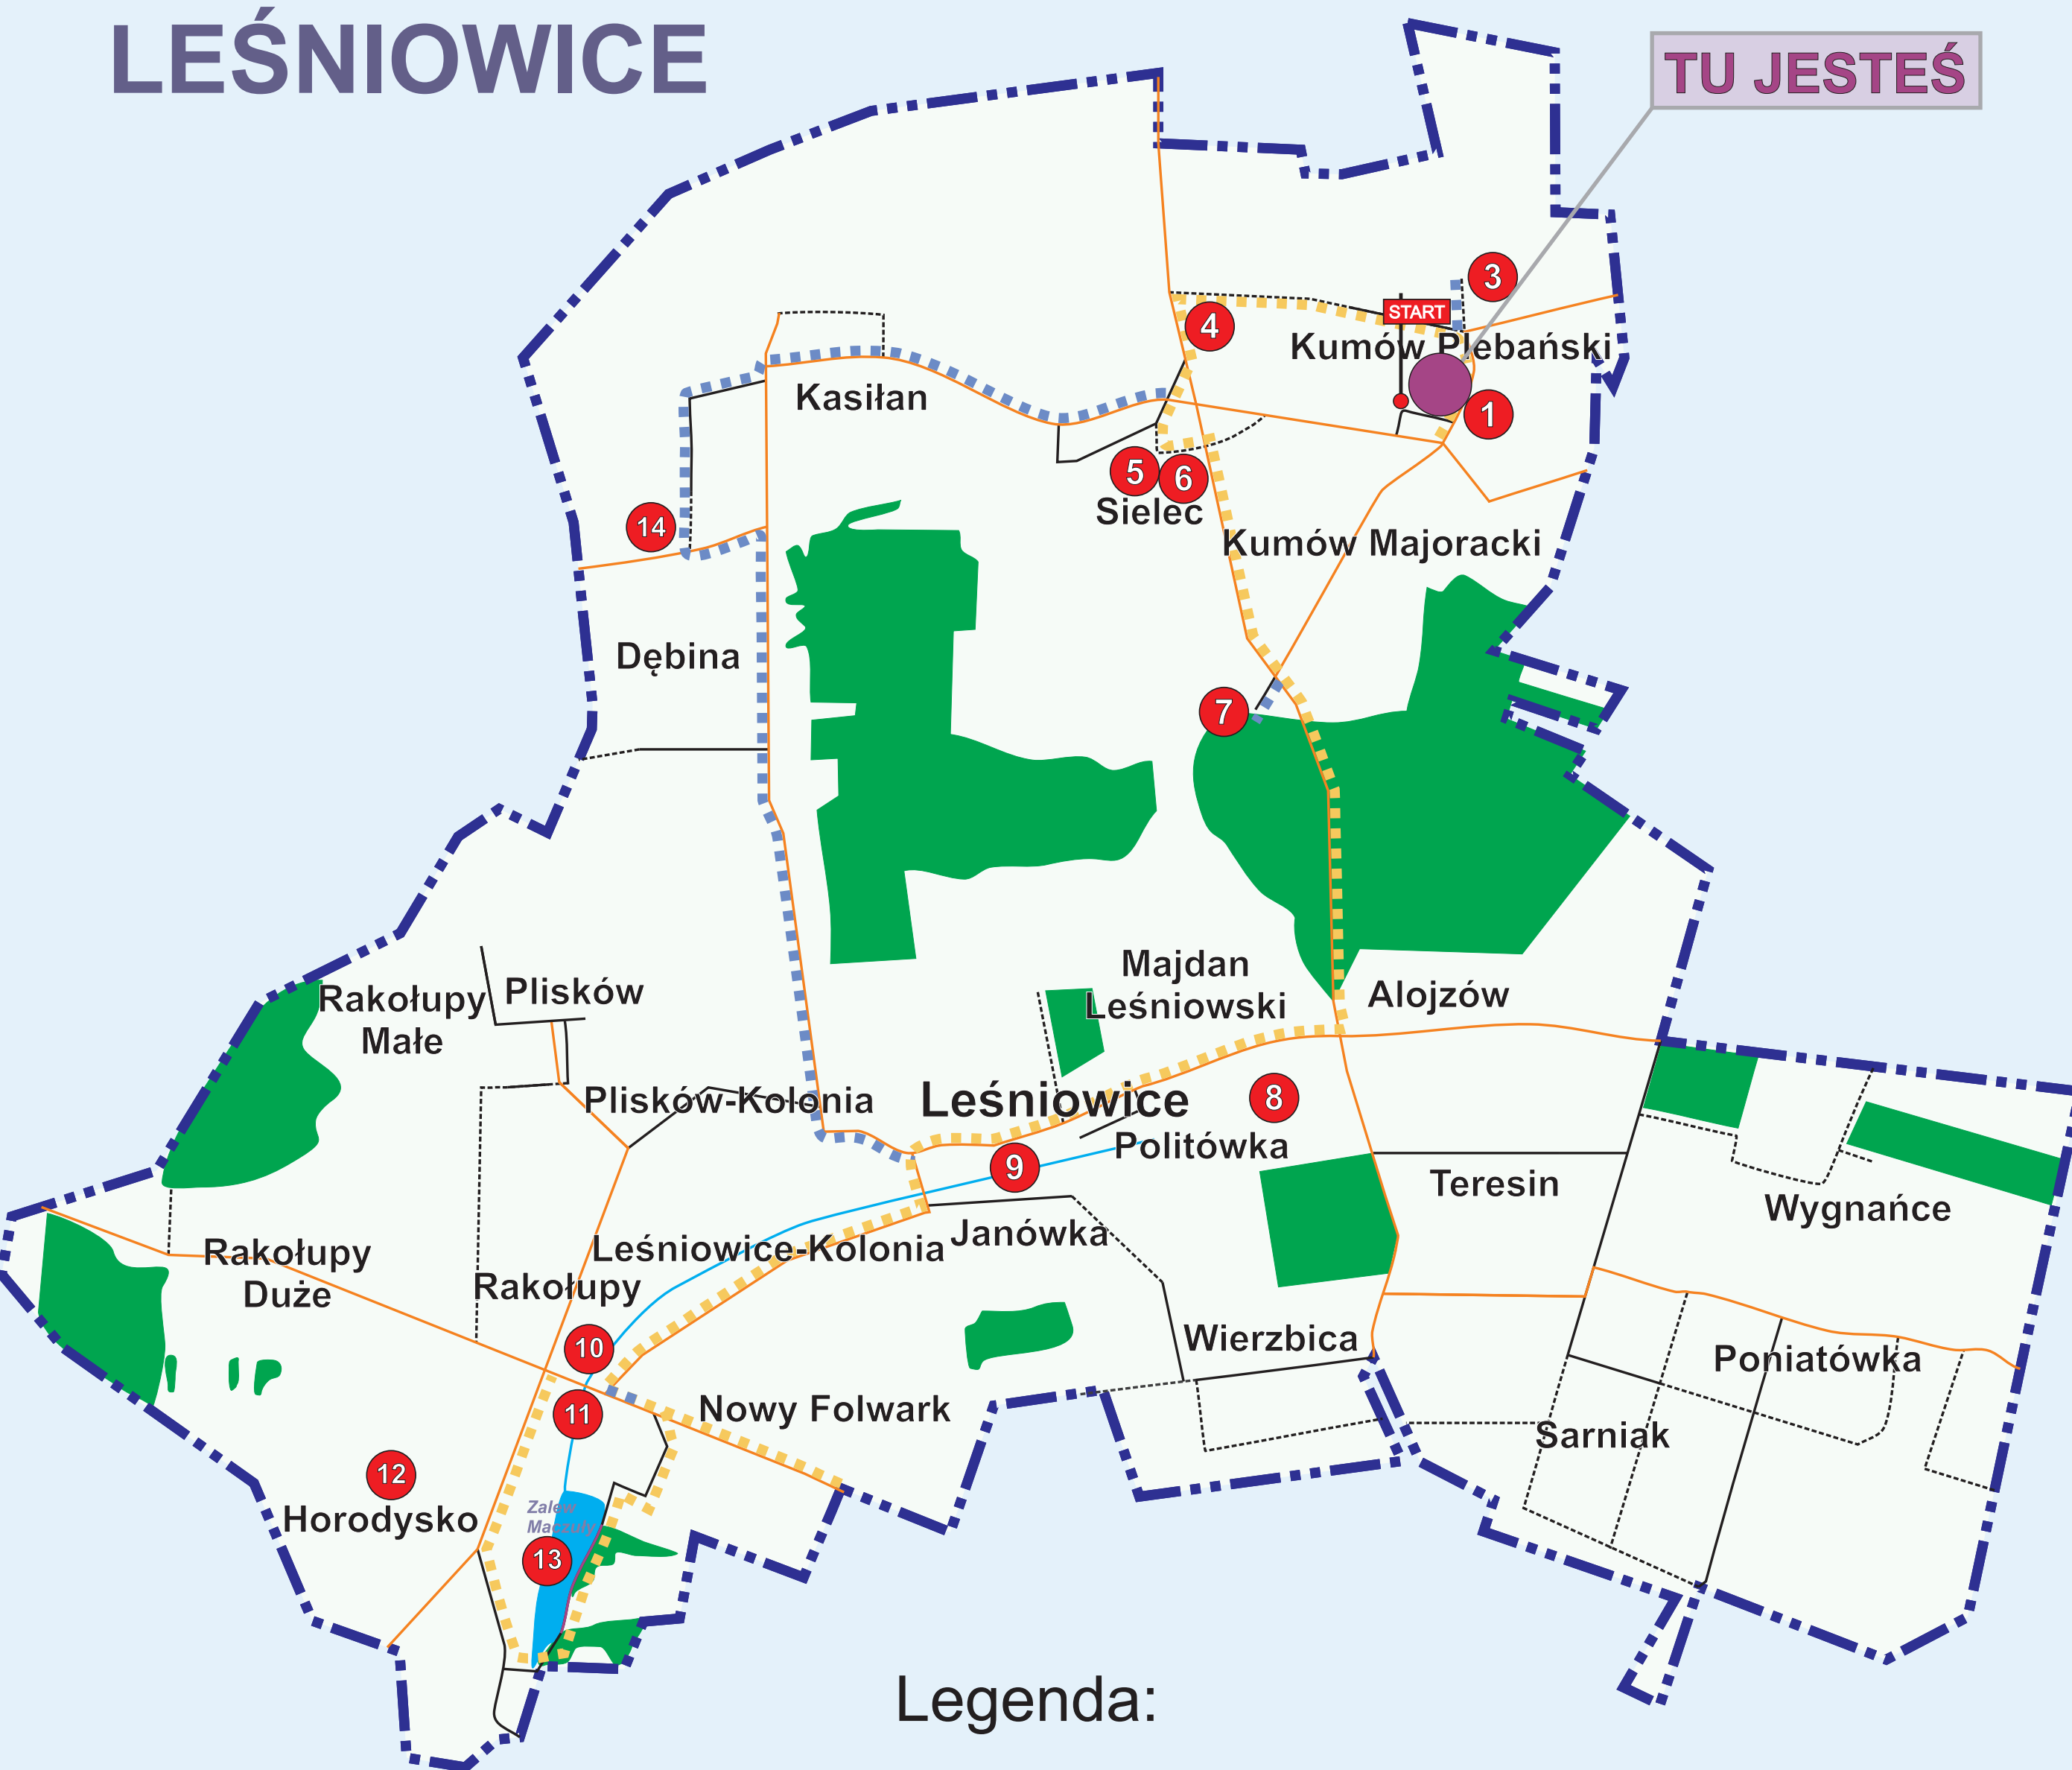 LEŚNIOWICE
TU JESTEŚ
3
START
4
Kumów Plebański
Kasiłan
1
5
6
Sielec
14
Kumów Majoracki
Dębina
7
Majdan
Leśniowski
Alojzów
Rakołupy
Małe
Plisków
Plisków-Kolonia
Leśniowice
8
Politówka
9
Teresin
Wygnańce
Janówka
Leśniowice-Kolonia
Rakołupy
Duże
Rakołupy
10
Wierzbica
Poniatówka
11
Nowy Folwark
Sarniak
12
Horodysko
Zalew
Maczuły
13
Legenda: